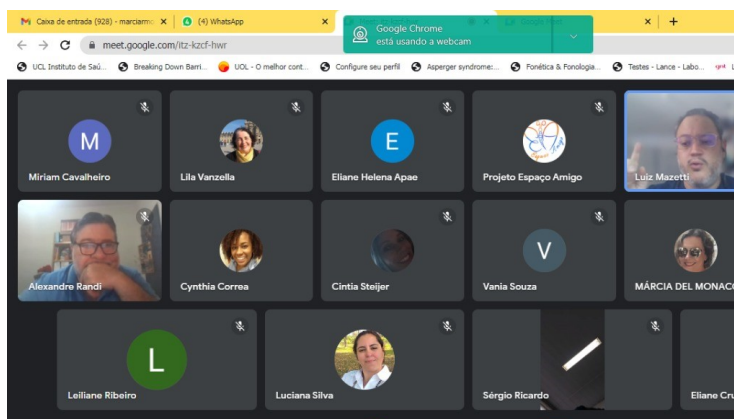 Caixa de entrada (928) - marciarmc
(4) WhatsApp
Google Chrome
está usando a webcam
meet.google.com/itz-kzcf-hwr
UCL Instituto de Saú...
Breaking Down Barri...
UOL - O melhor cont...
Configure seu perfil
Asperger syndrome:...
Fonética & Fonologia...
Testes - Lance - Labo...
M
E
Miriam Cavalheiro
Lila Vanzella
Eliane Helena Apae
Projeto Espaço Amigo
Luiz Mazetti
V
Alexandre Randi
Cynthia Correa
Cintia Steijer
Vania Souza
MÁRCIA DEL MONACO
L
Leiliane Ribeiro
Luciana Silva
Sérgio Ricardo
Eliane Cru